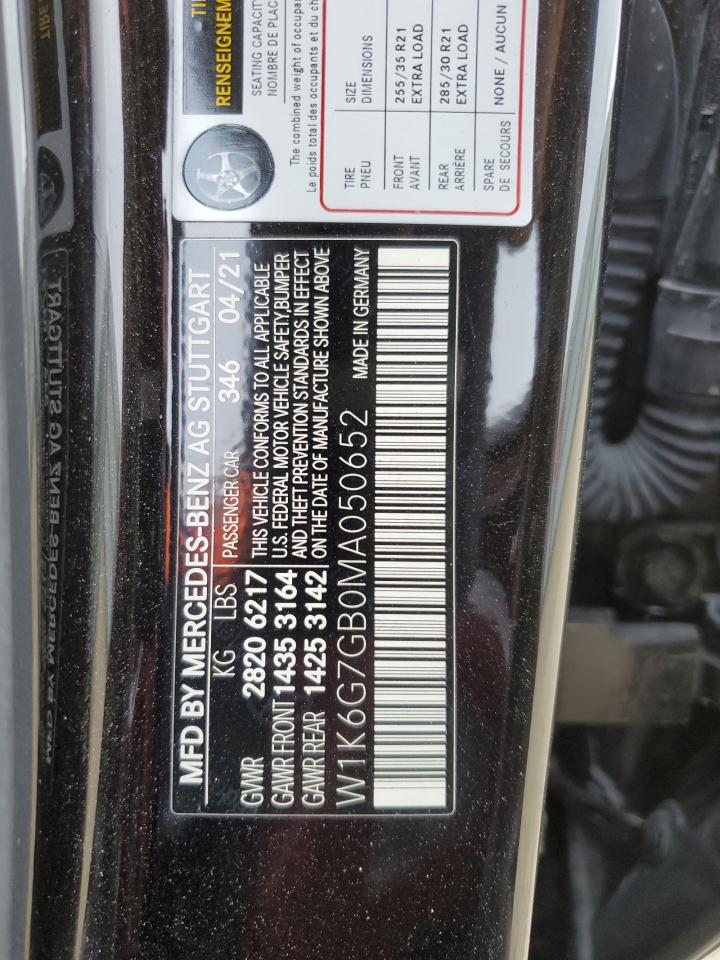 MFD BY MERCEDES-BENZ AG STUTTGART
KG LBS PASSENGER CAR 346 04/21
GVWR 2820 6217 THIS VEHICLE CONFORMS TO ALL APPLICABLE
GAWR FRONT 1435 3164 U.S. FEDERAL MOTOR VEHICLE SAFETY, BUMPER
GAWR REAR 1425 3142 AND THEFT PREVENTION STANDARDS IN EFFECT
ON THE DATE OF MANUFACTURE SHOWN ABOVE
W1K6G7GB0MA050652 MADE IN GERMANY
RENSEIGNEM
SEATING CAPACITY
NOMBRE DE PLAC
The combined weight of occupa
Le poids total des occupants et du ch
TIRE SIZE
PNEU DIMENSIONS
FRONT 255/35 R21
AVANT EXTRA LOAD
REAR 285/30 R21
ARRIÈRE EXTRA LOAD
SPARE NONE / AUCUN
DE SECOURS